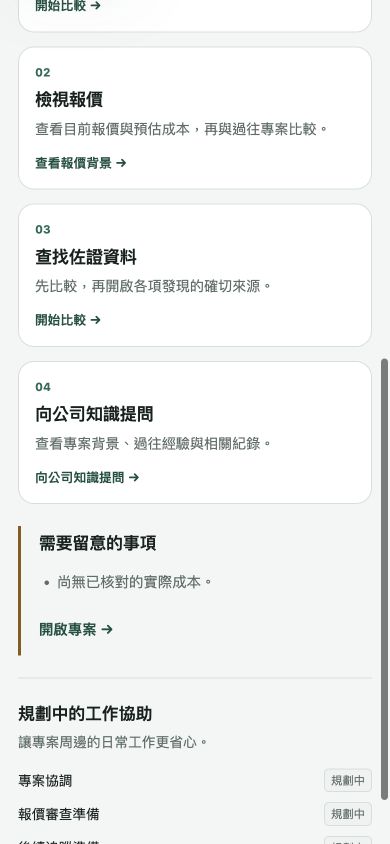 開始比較 →
02
檢視報價
查看目前報價與預估成本，再與過往專案比較。
查看報價背景 →
03
查找佐證資料
先比較，再開啟各項發現的確切來源。
開始比較 →
04
向公司知識提問
查看專案背景、過往經驗與相關紀錄。
向公司知識提問 →
需要留意的事項
• 尚無已核對的實際成本。
開啟專案 →
規劃中的工作協助
讓專案周邊的日常工作更省心。
專案協調 規劃中
報價審查準備 規劃中